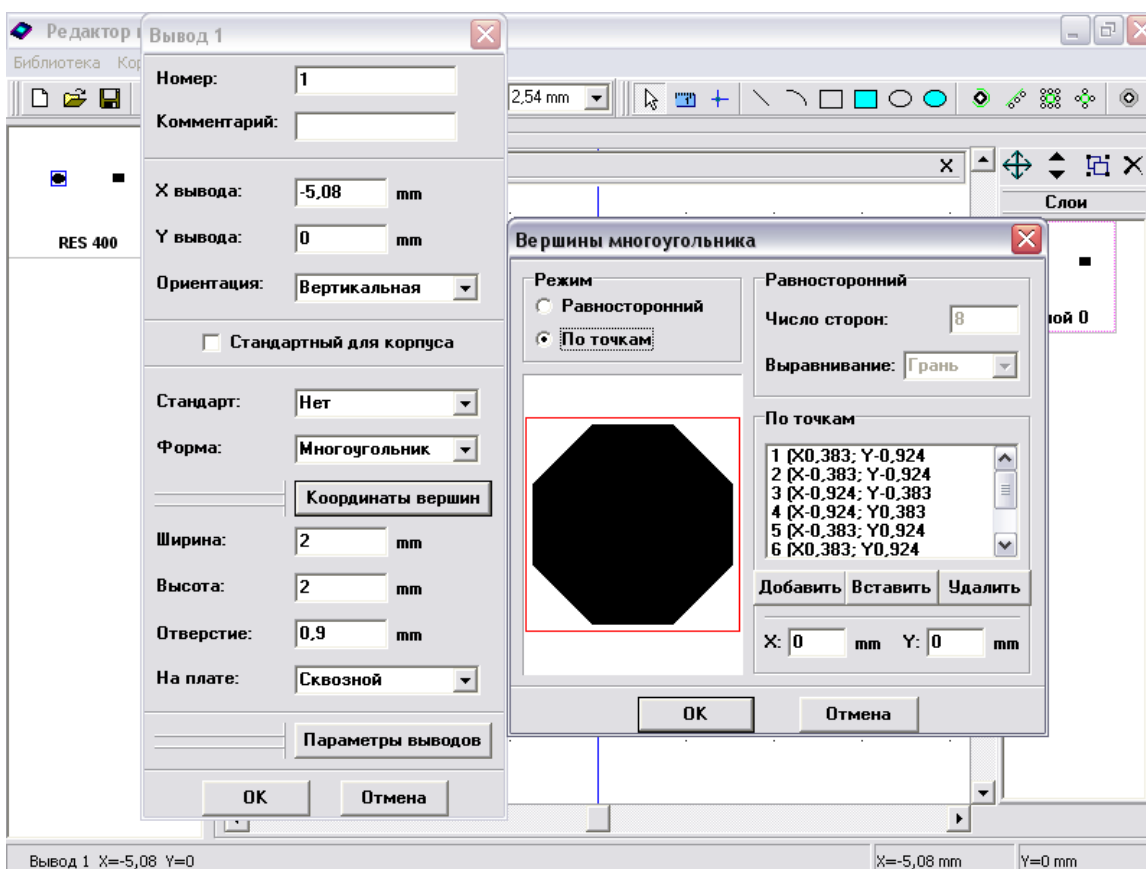 Редактор
Библиотека
2,54 mm
RES 400
Вывод 1
Номер: 1
Комментарий:
X вывода: -5,08 mm
Y вывода: 0 mm
Ориентация: Вертикальная
Стандартный для корпуса
Стандарт: Нет
Форма: Многоугольник
Координаты вершин
Ширина: 2 mm
Высота: 2 mm
Отверстие: 0,9 mm
На плате: Сквозной
Параметры выводов
OK Отмена
X
Слои
Вершины многоугольника
Режим
Равносторонний
По точкам
Равносторонний
Число сторон: 8
Выравнивание: Грань
По точкам
1 (X0,383; Y-0,924
2 (X-0,383; Y-0,924
3 (X-0,924; Y-0,383
4 (X-0,924; Y0,383
5 (X-0,383; Y0,924
6 (X0,383; Y0,924
Добавить Вставить Удалить
X: 0 mm Y: 0 mm
OK Отмена
ой 0
Вывод 1 X=-5,08 Y=0
X=-5,08 mm
Y=0 mm